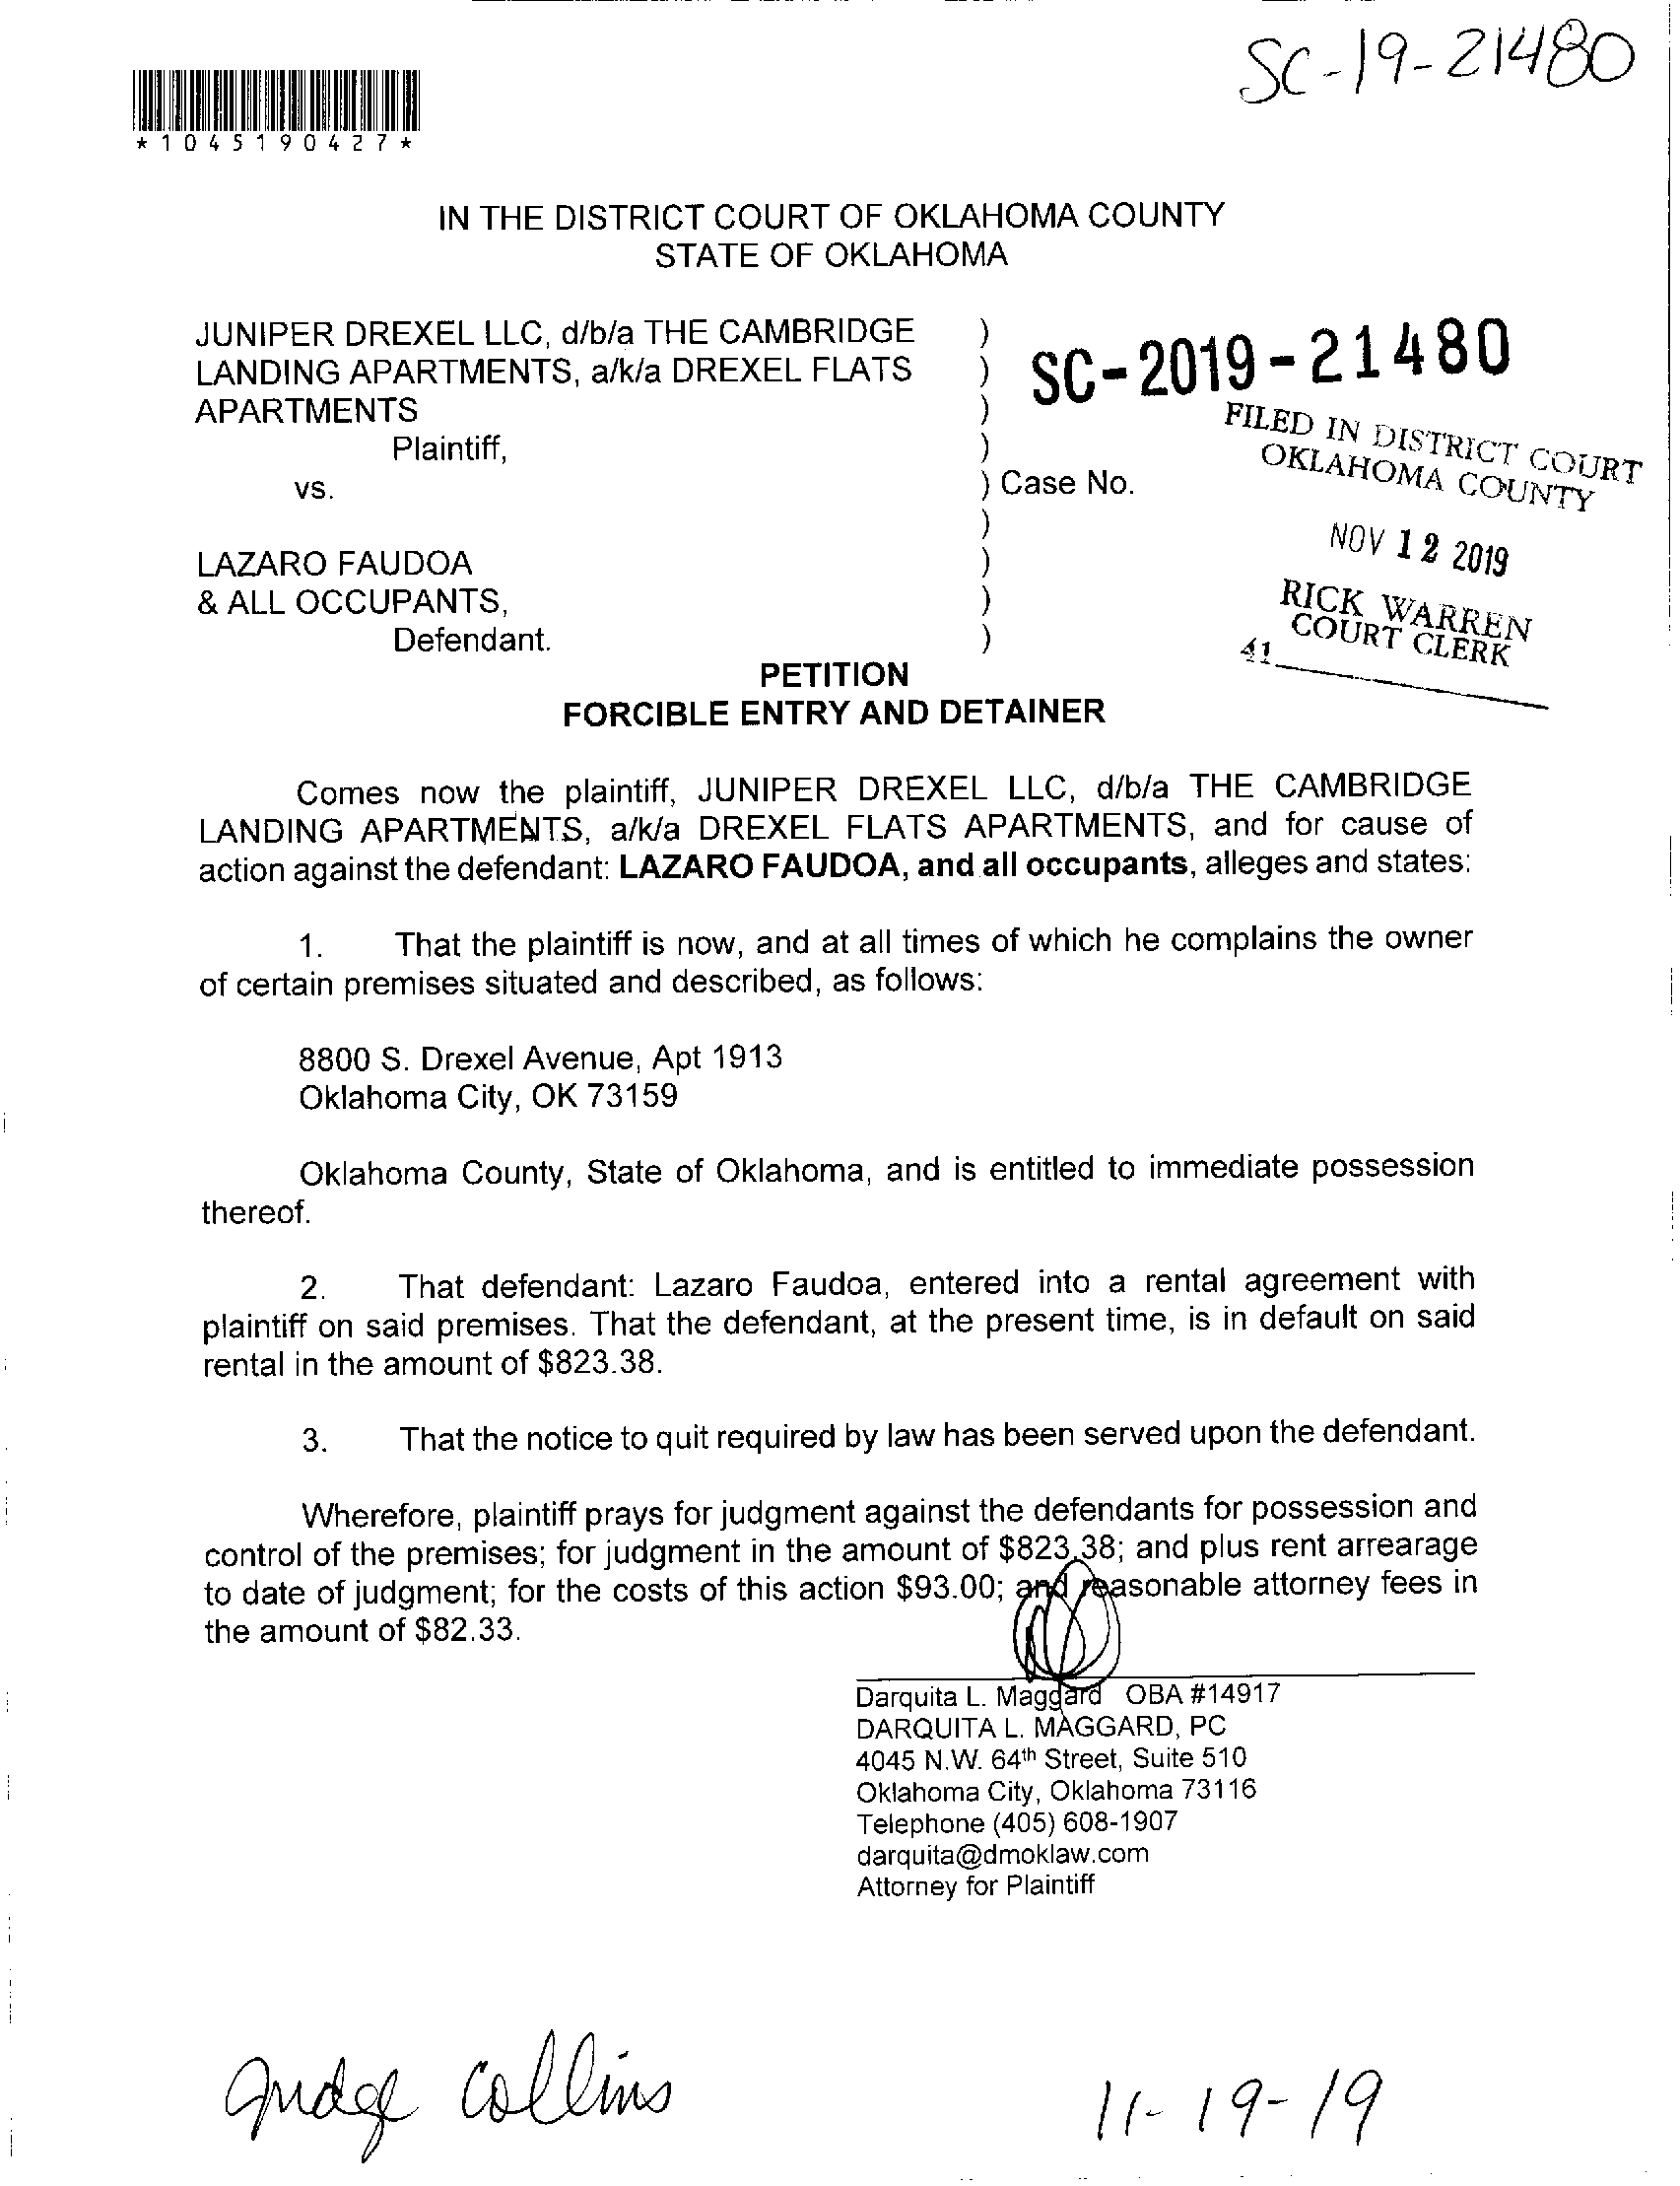 SC-19-21480
*1045190427*
IN THE DISTRICT COURT OF OKLAHOMA COUNTY
STATE OF OKLAHOMA
JUNIPER DREXEL LLC, d/b/a THE CAMBRIDGE )
LANDING APARTMENTS, a/k/a DREXEL FLATS )
APARTMENTS )
Plaintiff, )
vs. ) Case No.
)
LAZARO FAUDOA )
& ALL OCCUPANTS, )
Defendant. )
SC-2019-21480
FILED IN DISTRICT COURT
OKLAHOMA COUNTY
NOV 12 2019
RICK WARREN
COURT CLERK
41
PETITION
FORCIBLE ENTRY AND DETAINER
Comes now the plaintiff, JUNIPER DREXEL LLC, d/b/a THE CAMBRIDGE
LANDING APARTMENTS, a/k/a DREXEL FLATS APARTMENTS, and for cause of
action against the defendant: LAZARO FAUDOA, and all occupants, alleges and states:
1. That the plaintiff is now, and at all times of which he complains the owner
of certain premises situated and described, as follows:
8800 S. Drexel Avenue, Apt 1913
Oklahoma City, OK 73159
Oklahoma County, State of Oklahoma, and is entitled to immediate possession
thereof.
2. That defendant: Lazaro Faudoa, entered into a rental agreement with
plaintiff on said premises. That the defendant, at the present time, is in default on said
rental in the amount of $823.38.
3. That the notice to quit required by law has been served upon the defendant.
Wherefore, plaintiff prays for judgment against the defendants for possession and
control of the premises; for judgment in the amount of $823.38; and plus rent arrearage
to date of judgment; for the costs of this action $93.00; and reasonable attorney fees in
the amount of $82.33.
Darquita L. Maggard OBA #14917
DARQUITA L. MAGGARD, PC
4045 N.W. 64th Street, Suite 510
Oklahoma City, Oklahoma 73116
Telephone (405) 608-1907
darquita@dmoklaw.com
Attorney for Plaintiff
Judge Collins 11-19-19